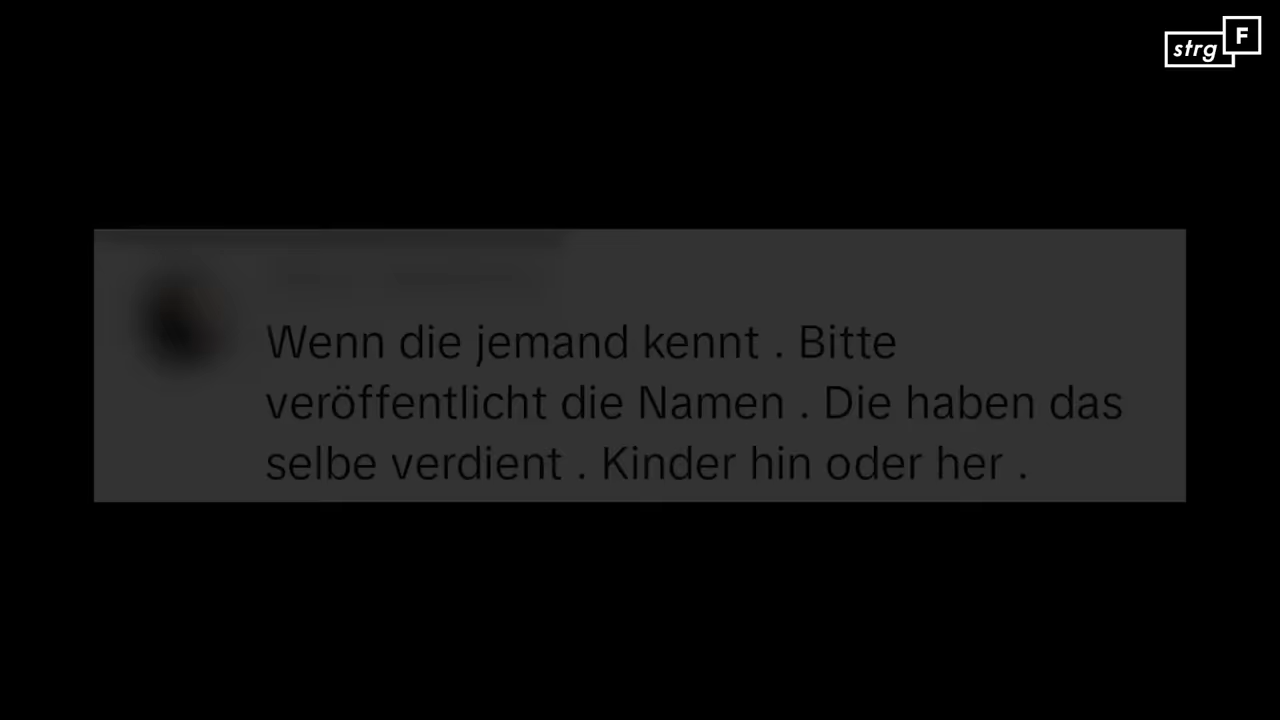 strg F
Wenn die jemand kennt . Bitte
veröffentlicht die Namen . Die haben das
selbe verdient . Kinder hin oder her .